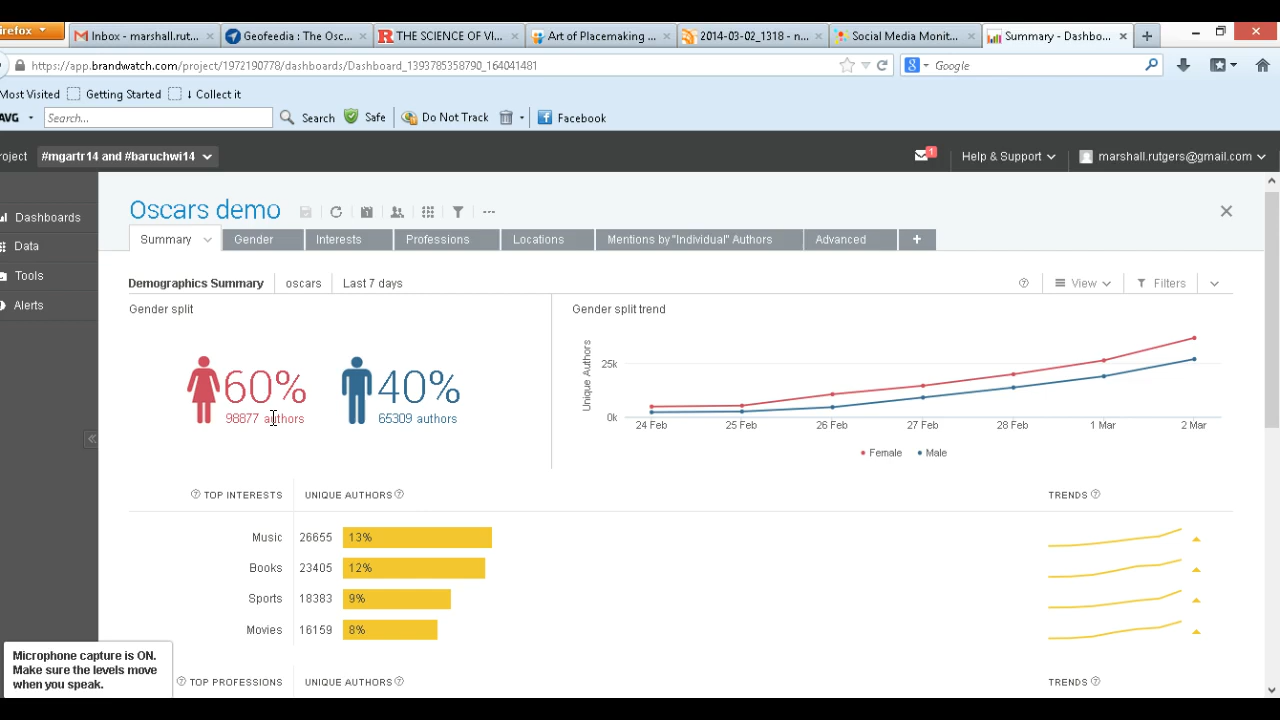 irefox
Inbox - marshall.rut...
Geofeedia : The Osc...
THE SCIENCE OF VI...
Art of Placemaking ...
2014-03-02_1318 - n...
Social Media Monit...
Summary - Dashbo...
https://app.brandwatch.com/project/1972190778/dashboards/Dashboard_1393785358790_164041481
Google
Most Visited
Getting Started
↓ Collect it
AVG
Search...
Search
Safe
Do Not Track
Facebook
roject
#mgartr14 and #baruchwi14
1
Help & Support
marshall.rutgers@gmail.com
Dashboards
Data
Tools
Alerts
Oscars demo
Summary
Gender
Interests
Professions
Locations
Mentions by "Individual" Authors
Advanced
+
Demographics Summary
oscars
Last 7 days
View
Filters
Gender split
60%
98877 authors
40%
65309 authors
Gender split trend
Unique Authors
25k
0k
24 Feb
25 Feb
26 Feb
27 Feb
28 Feb
1 Mar
2 Mar
Female
Male
TOP INTERESTS
UNIQUE AUTHORS
TRENDS
Music 26655 13%
Books 23405 12%
Sports 18383 9%
Movies 16159 8%
TOP PROFESSIONS
UNIQUE AUTHORS
TRENDS
Microphone capture is ON.
Make sure the levels move
when you speak.